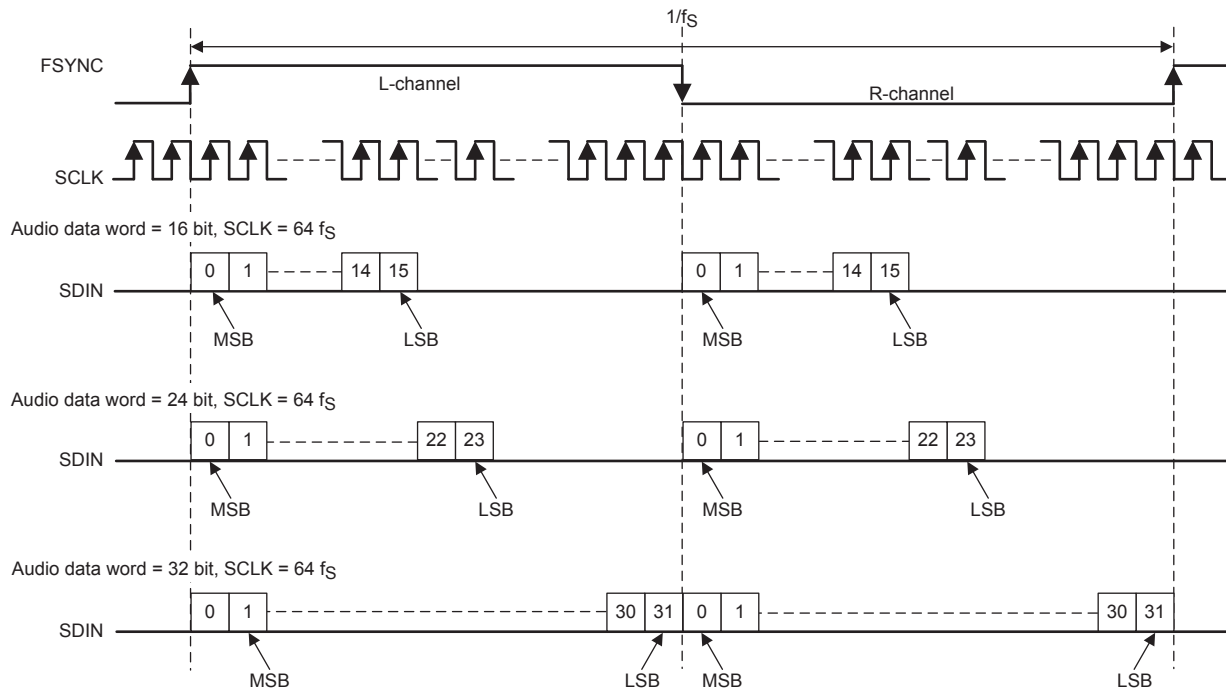 1/fS
FSYNC
L-channel
R-channel
SCLK
Audio data word = 16 bit, SCLK = 64 fS
SDIN
0 1 14 15 0 1 14 15
MSB LSB MSB LSB
Audio data word = 24 bit, SCLK = 64 fS
SDIN
0 1 22 23 0 1 22 23
MSB LSB MSB LSB
Audio data word = 32 bit, SCLK = 64 fS
SDIN
0 1 30 31 0 1 30 31
MSB LSB MSB LSB